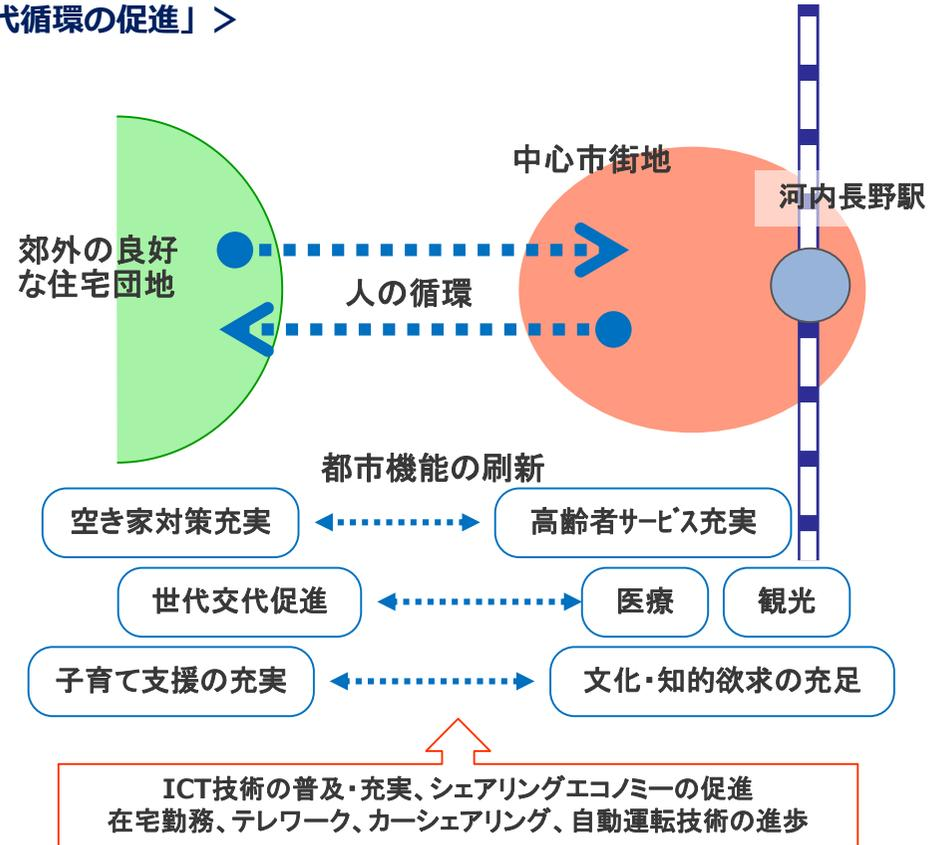 代循環の促進」＞
中心市街地
河内長野駅
郊外の良好
な住宅団地
人の循環
都市機能の刷新
空き家対策充実
高齢者ｻｰﾋﾞｽ充実
世代交代促進
医療
観光
子育て支援の充実
文化・知的欲求の充足
ICT技術の普及・充実、シェアリングエコノミーの促進
在宅勤務、テレワーク、カーシェアリング、自動運転技術の進歩